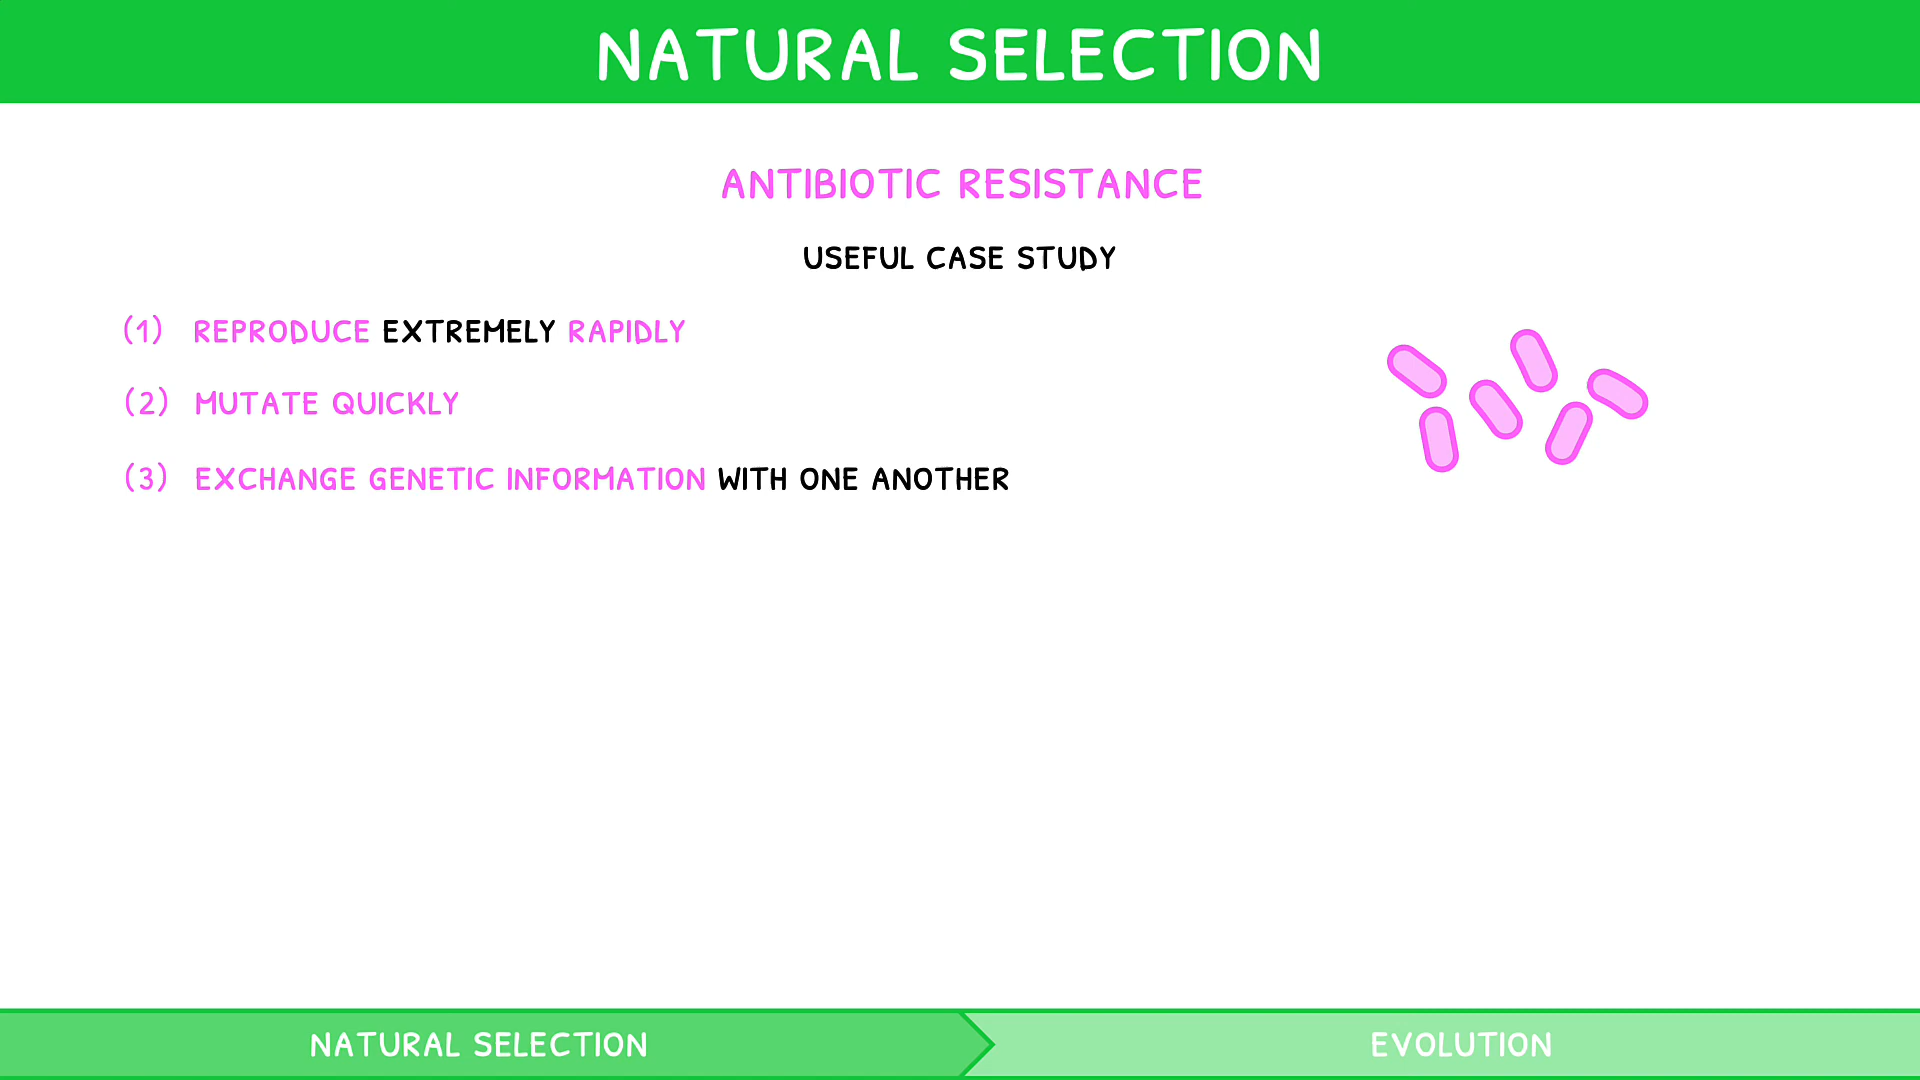 NATURAL SELECTION
ANTIBIOTIC RESISTANCE
USEFUL CASE STUDY
(1) REPRODUCE EXTREMELY RAPIDLY
(2) MUTATE QUICKLY
(3) EXCHANGE GENETIC INFORMATION WITH ONE ANOTHER
NATURAL SELECTION
EVOLUTION